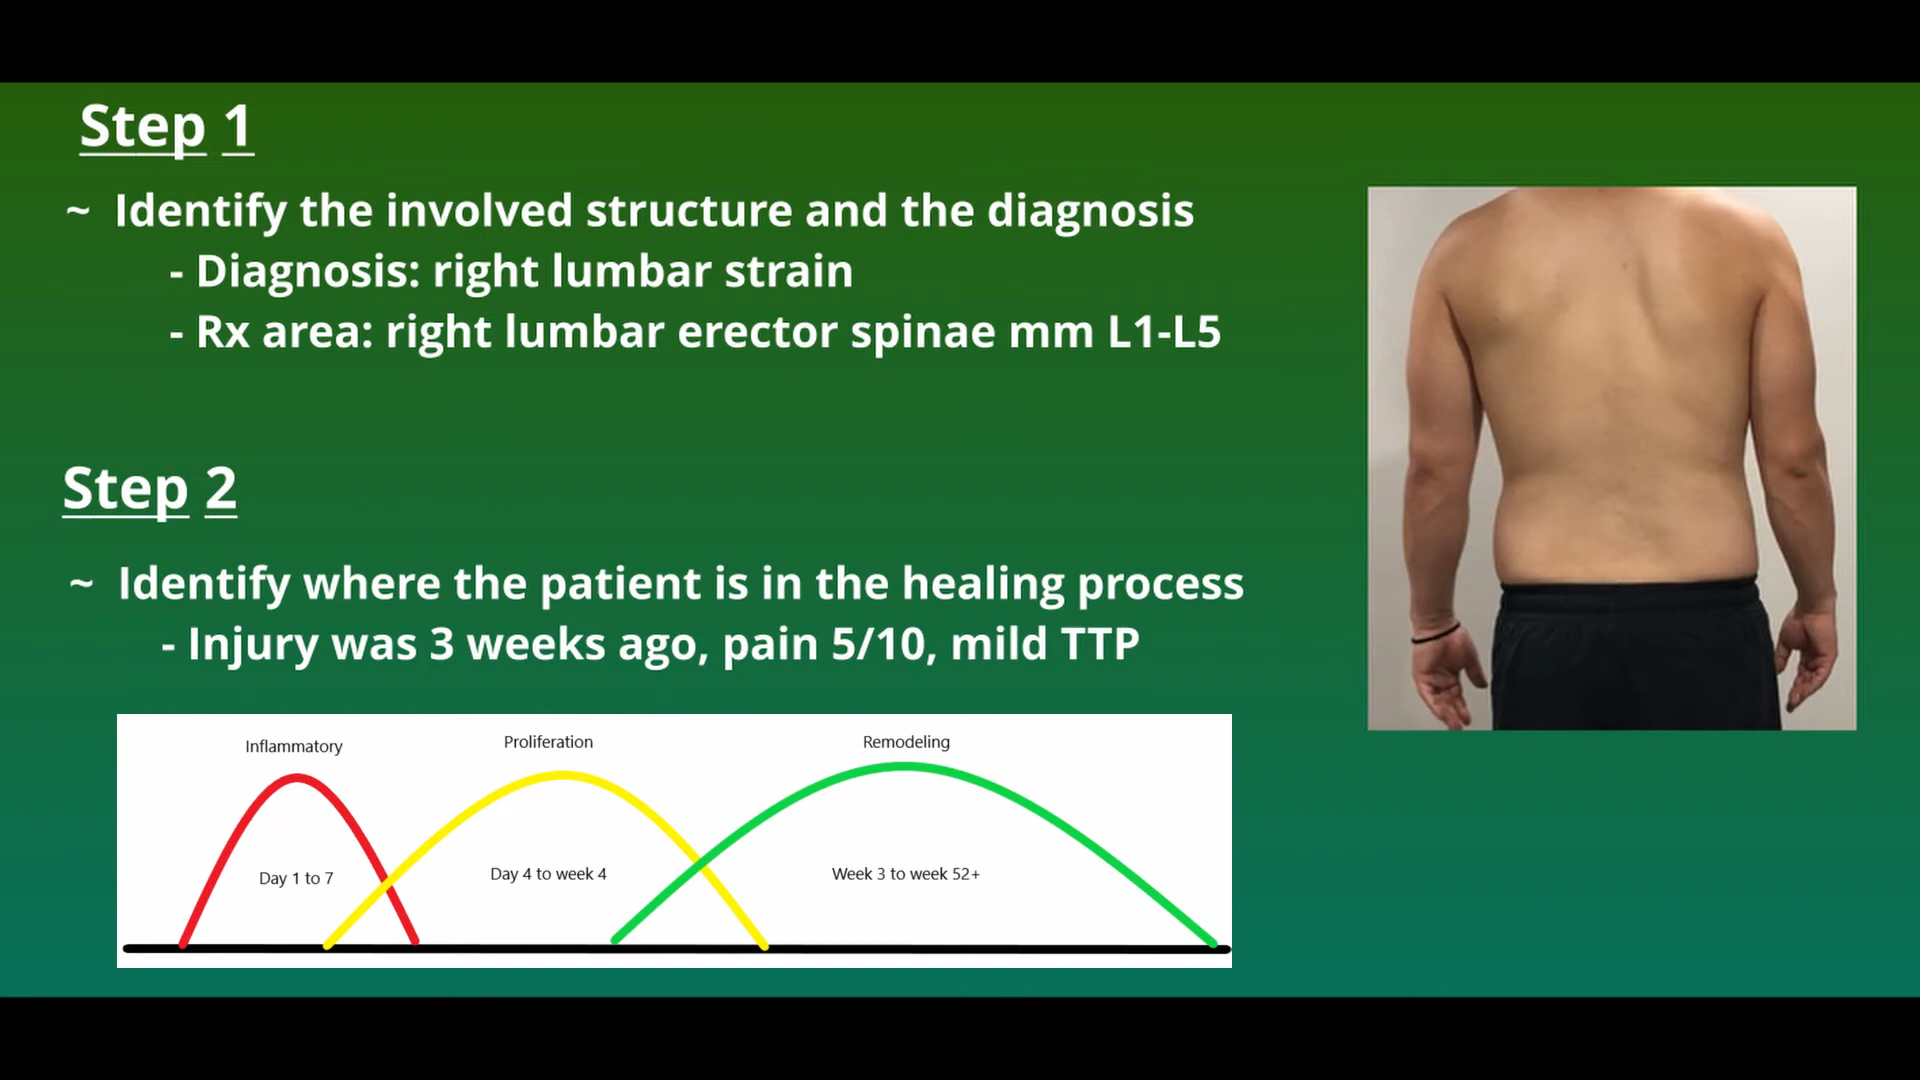 Step 1
~ Identify the involved structure and the diagnosis
- Diagnosis: right lumbar strain
- Rx area: right lumbar erector spinae mm L1-L5
Step 2
~ Identify where the patient is in the healing process
- Injury was 3 weeks ago, pain 5/10, mild TTP
Inflammatory
Proliferation
Remodeling
Day 1 to 7
Day 4 to week 4
Week 3 to week 52+